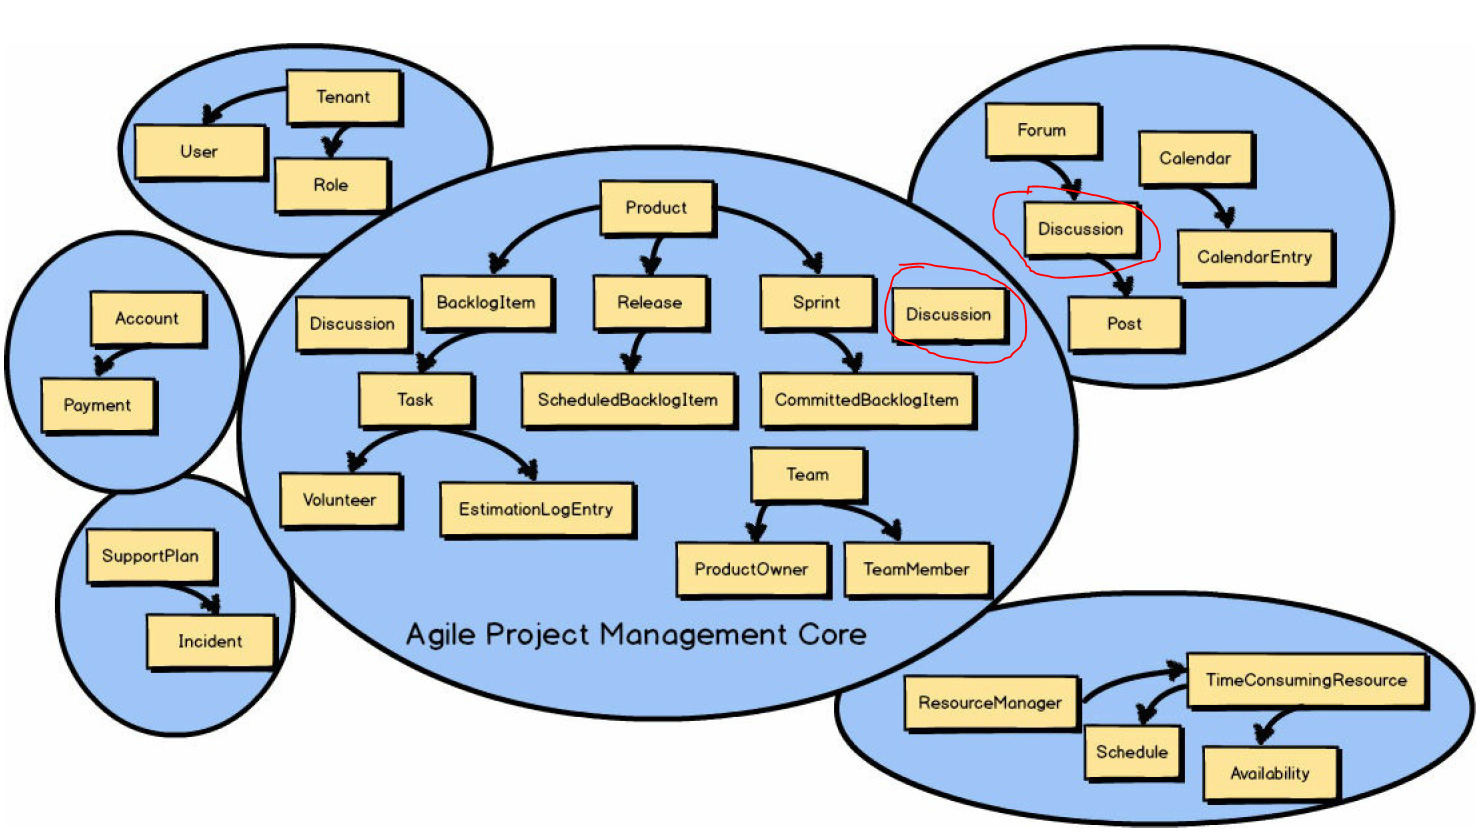 Tenant
User
Role
Account
Payment
SupportPlan
Incident
Product
BacklogItem
Release
Sprint
Discussion
Discussion
Task
ScheduledBacklogItem
CommittedBacklogItem
Volunteer
EstimationLogEntry
Team
ProductOwner
TeamMember
Agile Project Management Core
Forum
Calendar
Discussion
CalendarEntry
Post
ResourceManager
TimeConsumingResource
Schedule
Availability